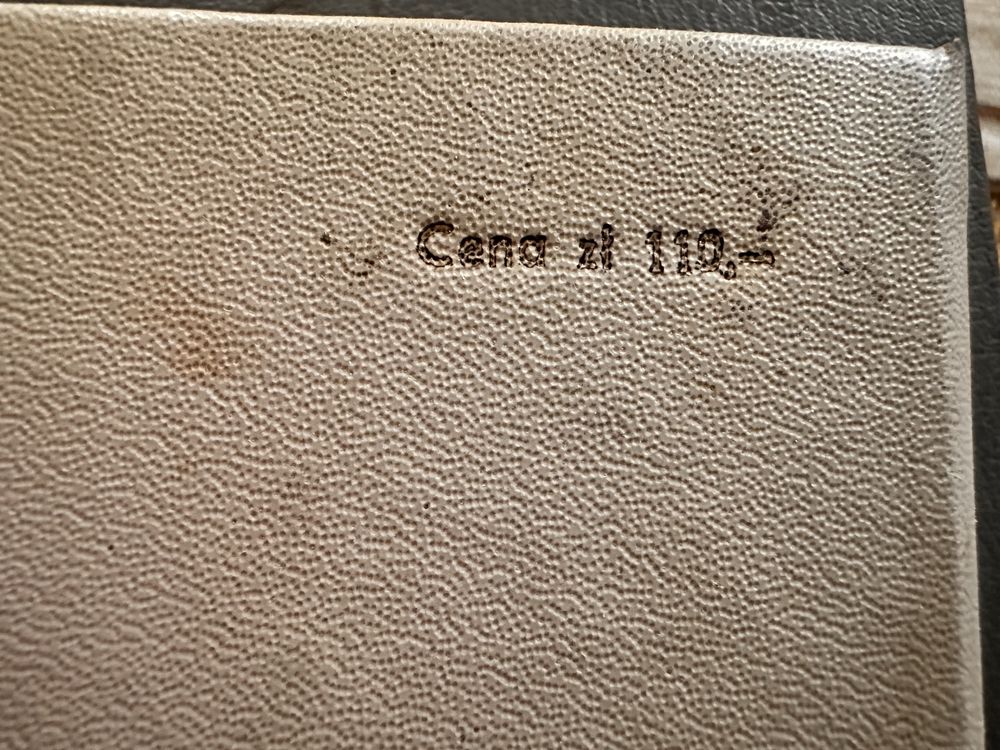 Cena zł 110,—